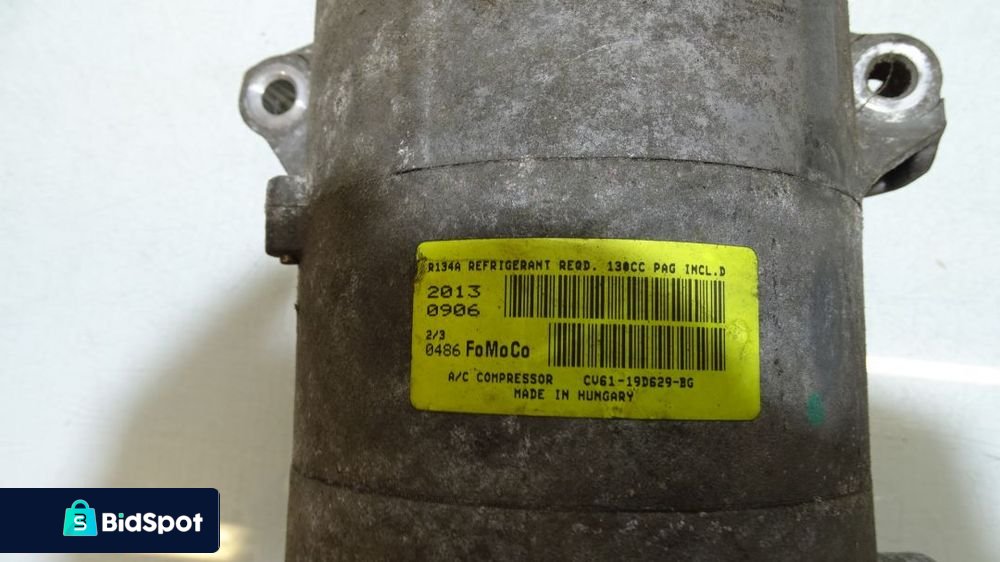 R134A REFRIGERANT REQD. 130CC PAG INCL.D
2013
0906
2/3
0486 FoMoCo
A/C COMPRESSOR CV61-19D629-BG
MADE IN HUNGARY
BidSpot